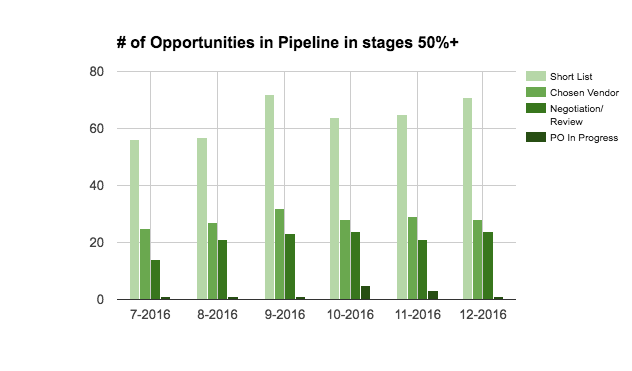 # of Opportunities in Pipeline in stages 50%+
80
60
40
20
0
7-2016
8-2016
9-2016
10-2016
11-2016
12-2016
Short List
Chosen Vendor
Negotiation/
Review
PO In Progress